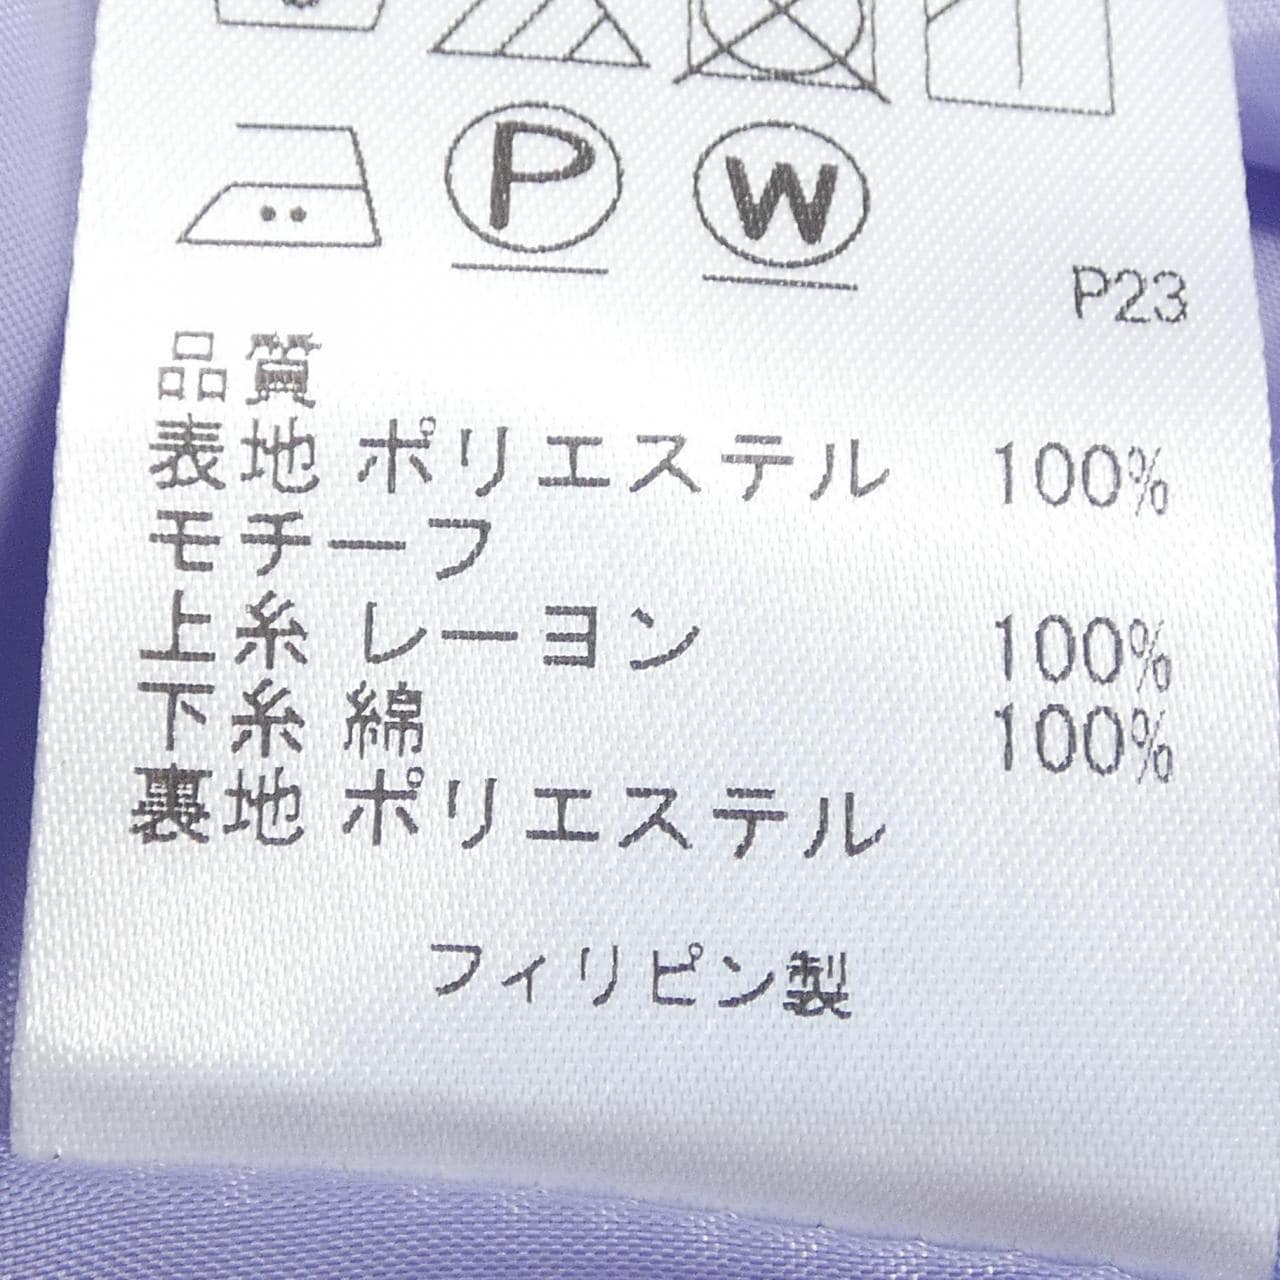 P W
P23
品質
表地 ポリエステル 100%
モチーフ
上糸 レーヨン 100%
下糸 綿 100%
裏地 ポリエステル
フィリピン製